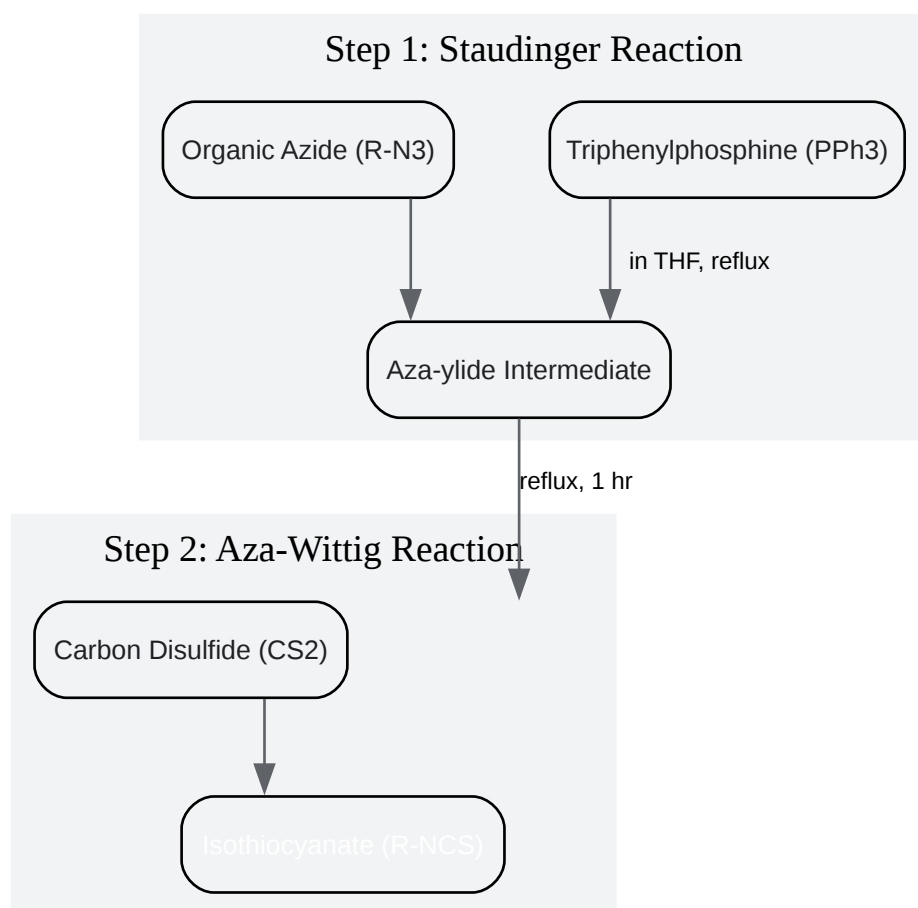 Step 1: Staudinger Reaction
Organic Azide (R-N3)
Triphenylphosphine (PPh3)
in THF, reflux
Aza-ylide Intermediate
reflux, 1 hr
Step 2: Aza-Wittig Reaction
Carbon Disulfide (CS2)
Isothiocyanate (R-NCS)